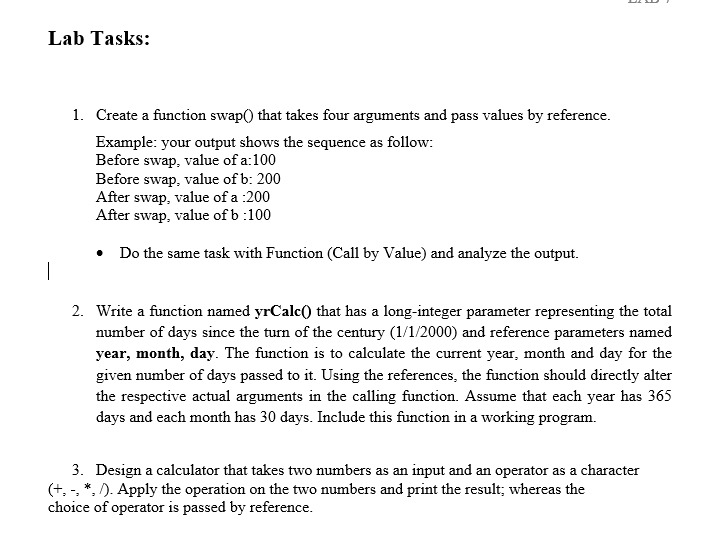 Lab Tasks:
1. Create a function swap() that takes four arguments and pass values by reference.
Example: your output shows the sequence as follow:
Before swap, value of a:100
Before swap, value of b: 200
After swap, value of a :200
After swap, value of b :100
• Do the same task with Function (Call by Value) and analyze the output.
2. Write a function named yrCalc() that has a long-integer parameter representing the total
number of days since the turn of the century (1/1/2000) and reference parameters named
year, month, day. The function is to calculate the current year, month and day for the
given number of days passed to it. Using the references, the function should directly alter
the respective actual arguments in the calling function. Assume that each year has 365
days and each month has 30 days. Include this function in a working program.
3. Design a calculator that takes two numbers as an input and an operator as a character
(+, -, *, /). Apply the operation on the two numbers and print the result; whereas the
choice of operator is passed by reference.